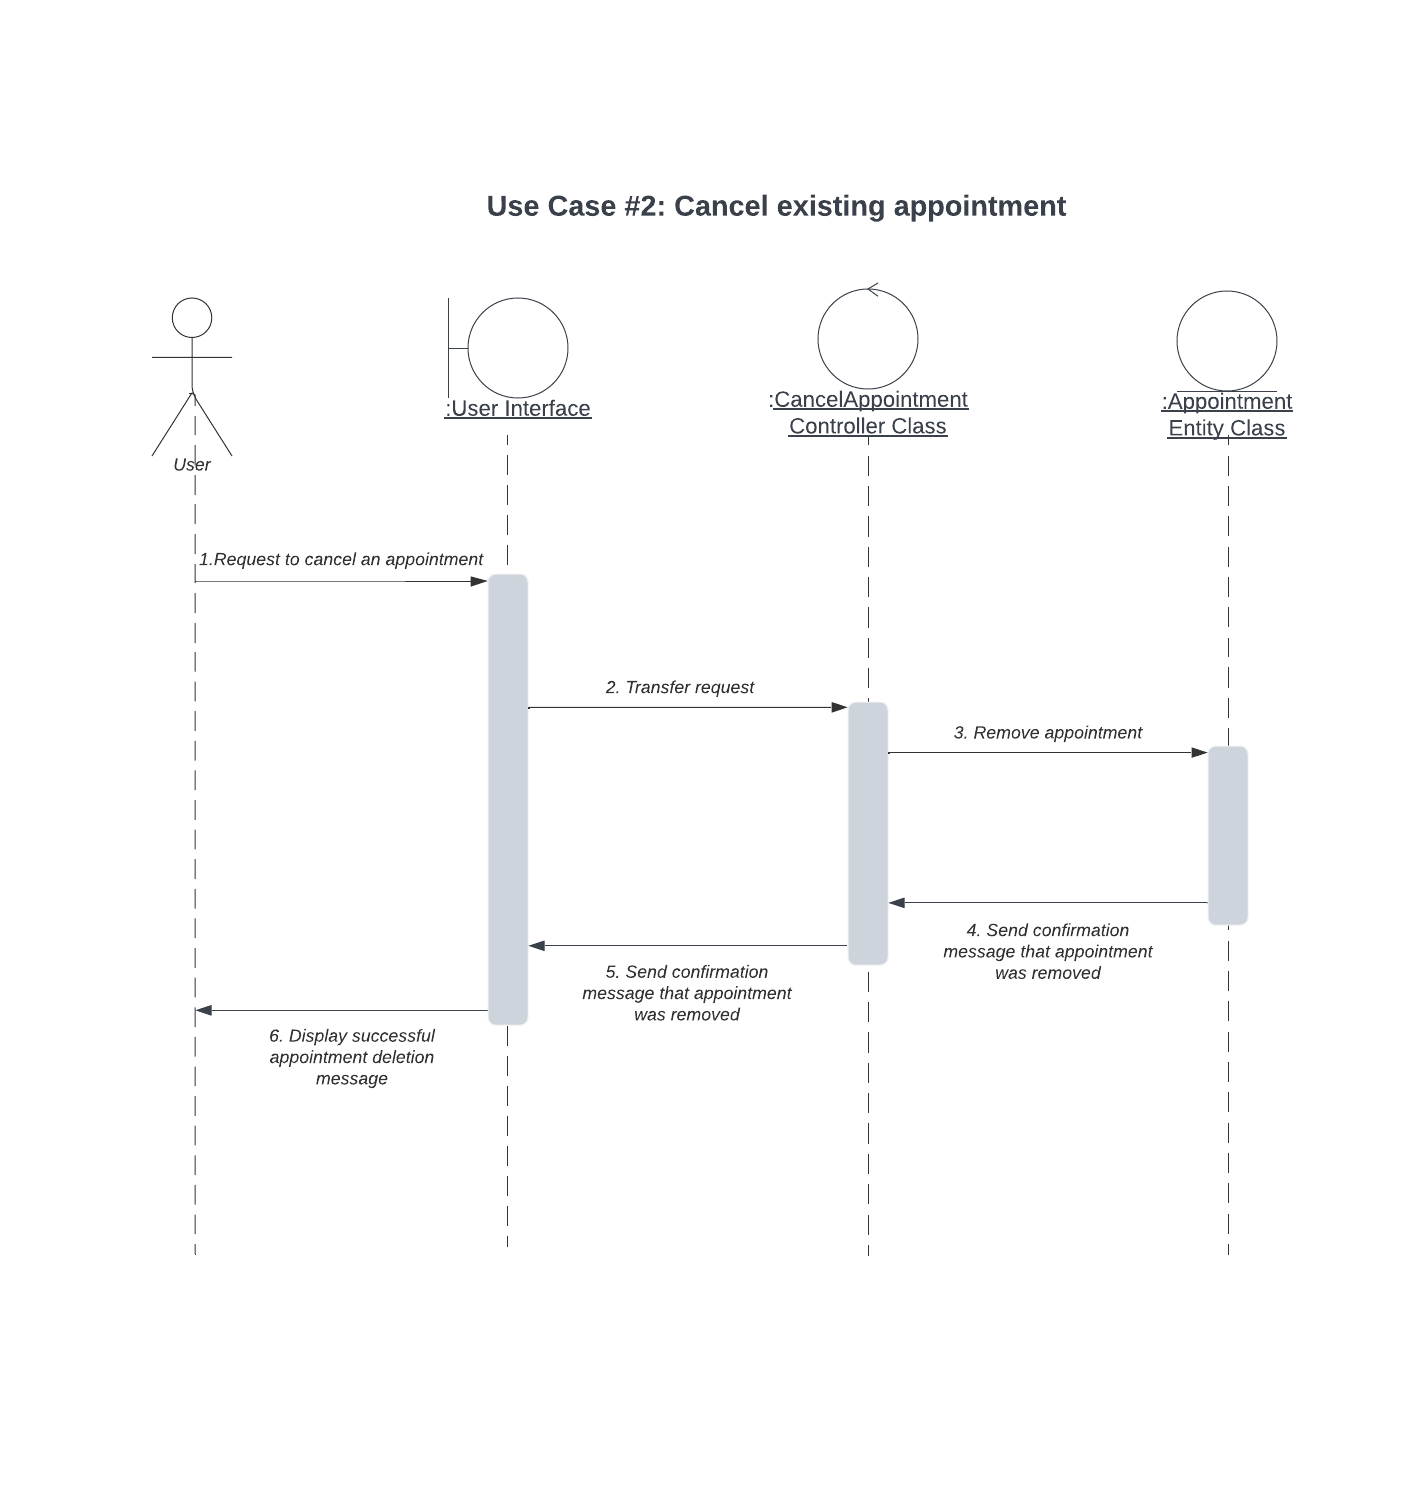 Use Case #2: Cancel existing appointment
User
:User Interface
:CancelAppointment
Controller Class
:Appointment
Entity Class
1.Request to cancel an appointment
2. Transfer request
3. Remove appointment
4. Send confirmation
message that appointment
was removed
5. Send confirmation
message that appointment
was removed
6. Display successful
appointment deletion
message